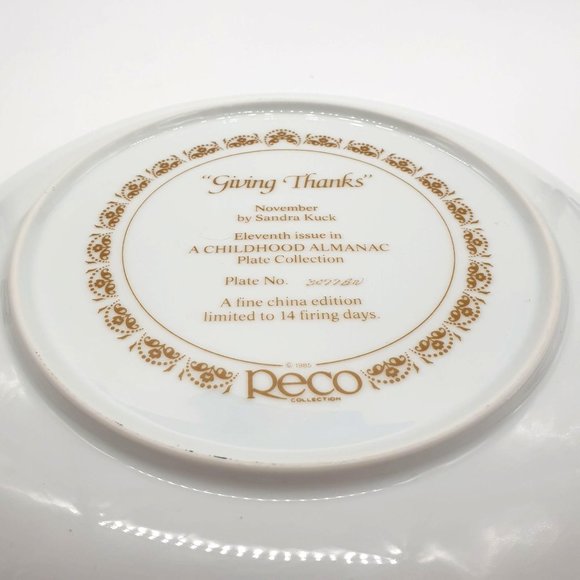 "Giving Thanks"
November
by Sandra Kuck
Eleventh issue in
A CHILDHOOD ALMANAC
Plate Collection
Plate No.
A fine china edition
limited to 14 firing days.
© 1985
Reco
COLLECTION